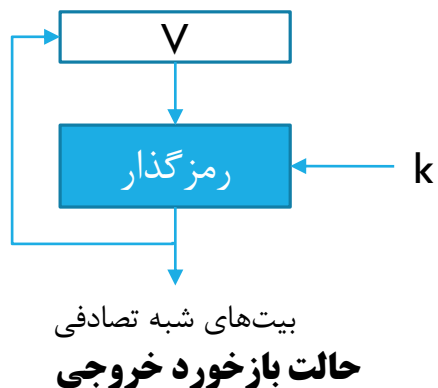 V
رمزگذار
k
بیت‌های شبه تصادفی
حالت بازخورد خروجی